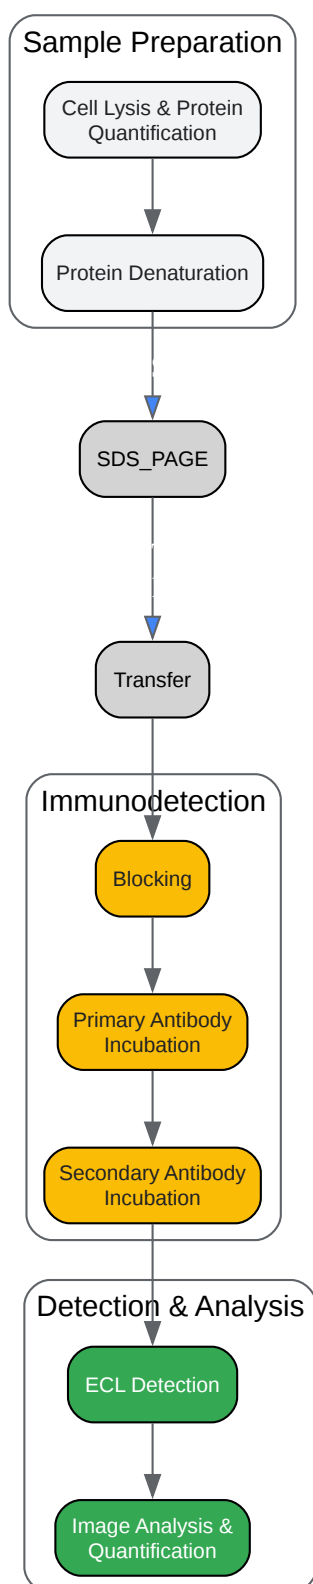 Sample Preparation
Cell Lysis & Protein
Quantification
Protein Denaturation
SDS_PAGE
Transfer
Immunodetection
Blocking
Primary Antibody
Incubation
Secondary Antibody
Incubation
Detection & Analysis
ECL Detection
Image Analysis &
Quantification